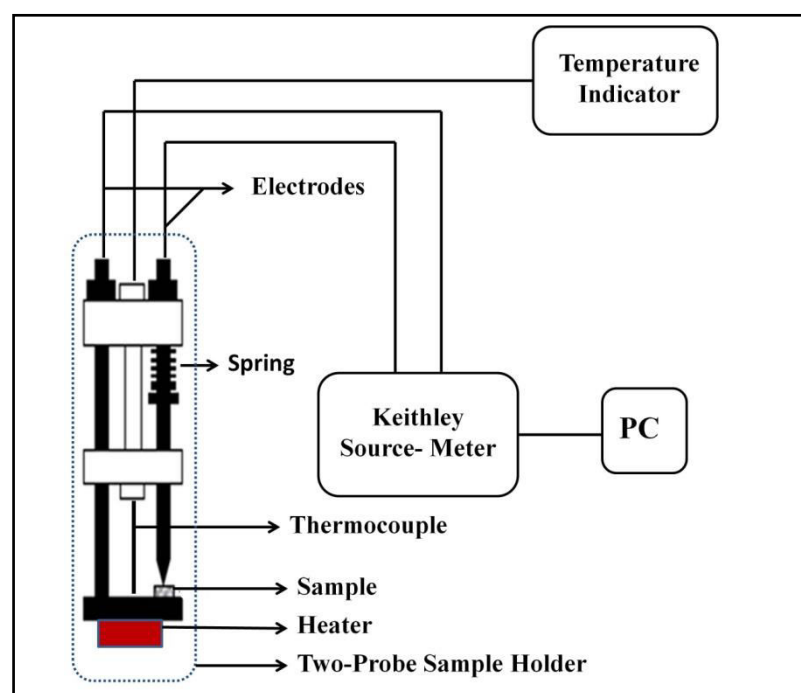 Temperature
Indicator
Electrodes
Spring
Keithley
Source- Meter
PC
Thermocouple
Sample
Heater
Two-Probe Sample Holder